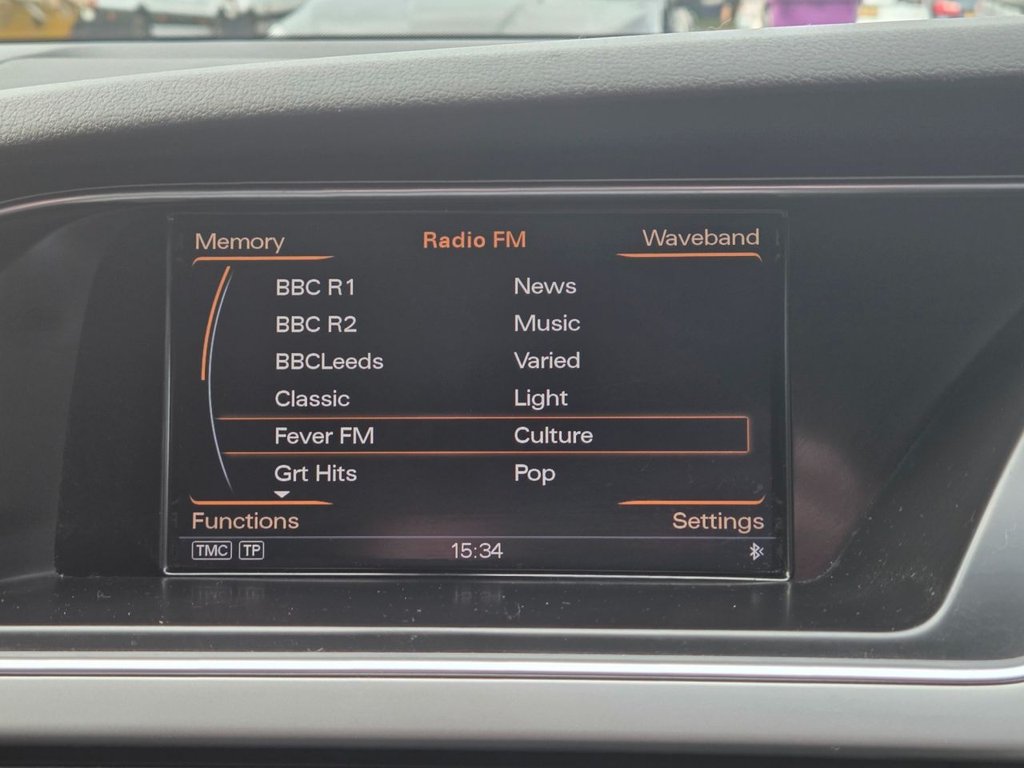 Memory Radio FM Waveband
BBC R1 News
BBC R2 Music
BBCLeeds Varied
Classic Light
Fever FM Culture
Grt Hits Pop
Functions Settings
TMC TP 15:34